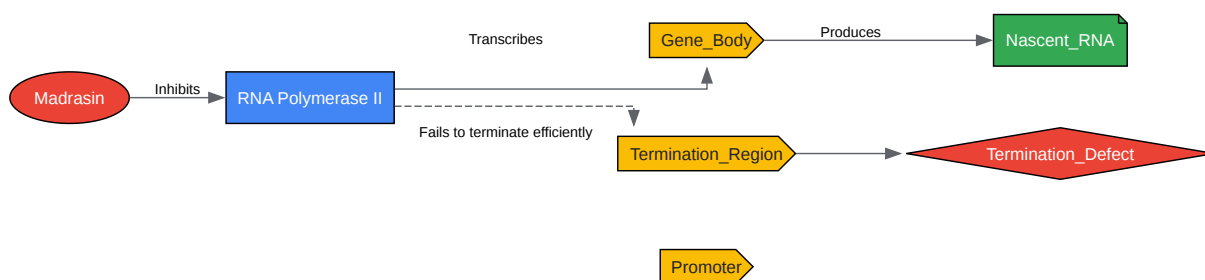 Transcribes
Gene_Body
Produces
Nascent_RNA
Madrasin
Inhibits
RNA Polymerase II
Fails to terminate efficiently
Termination_Region
Termination_Defect
Promoter